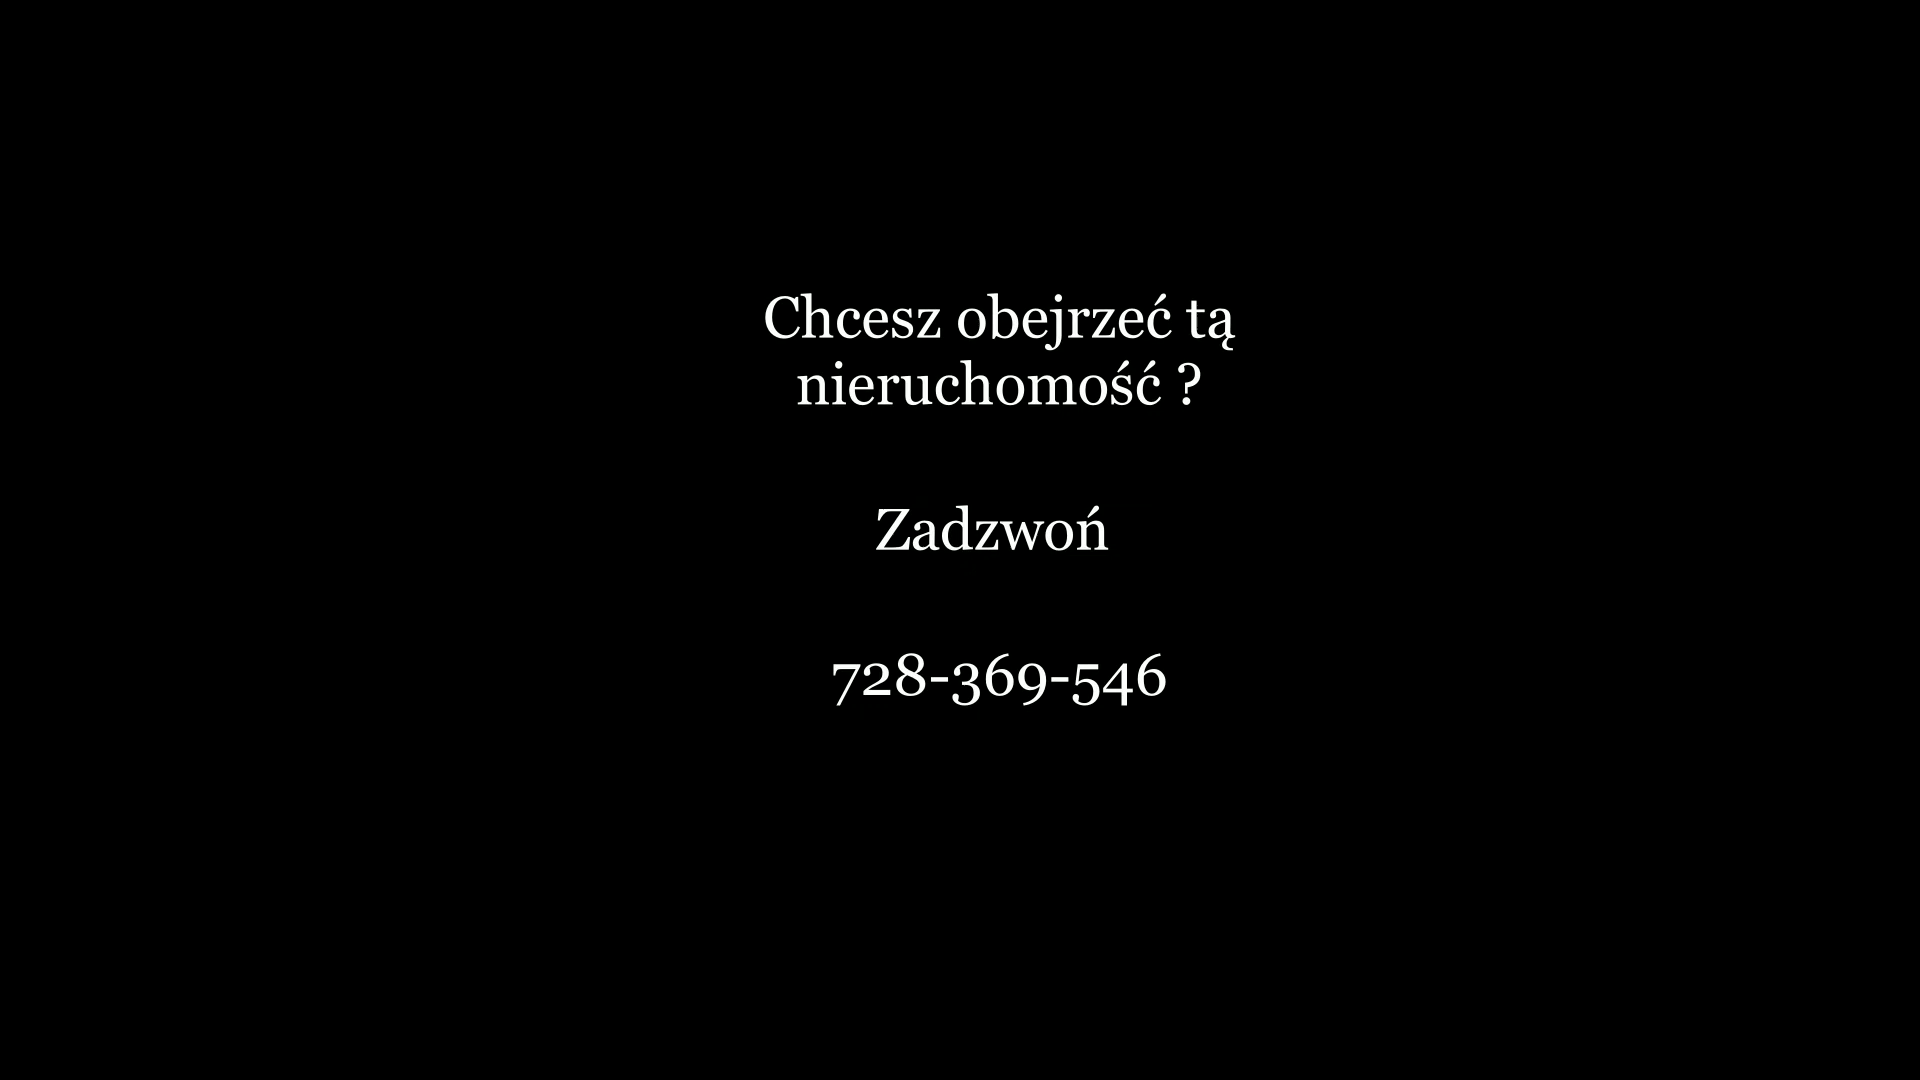 Chcesz obejrzeć tą
nieruchomość ?
Zadzwoń
728-369-546